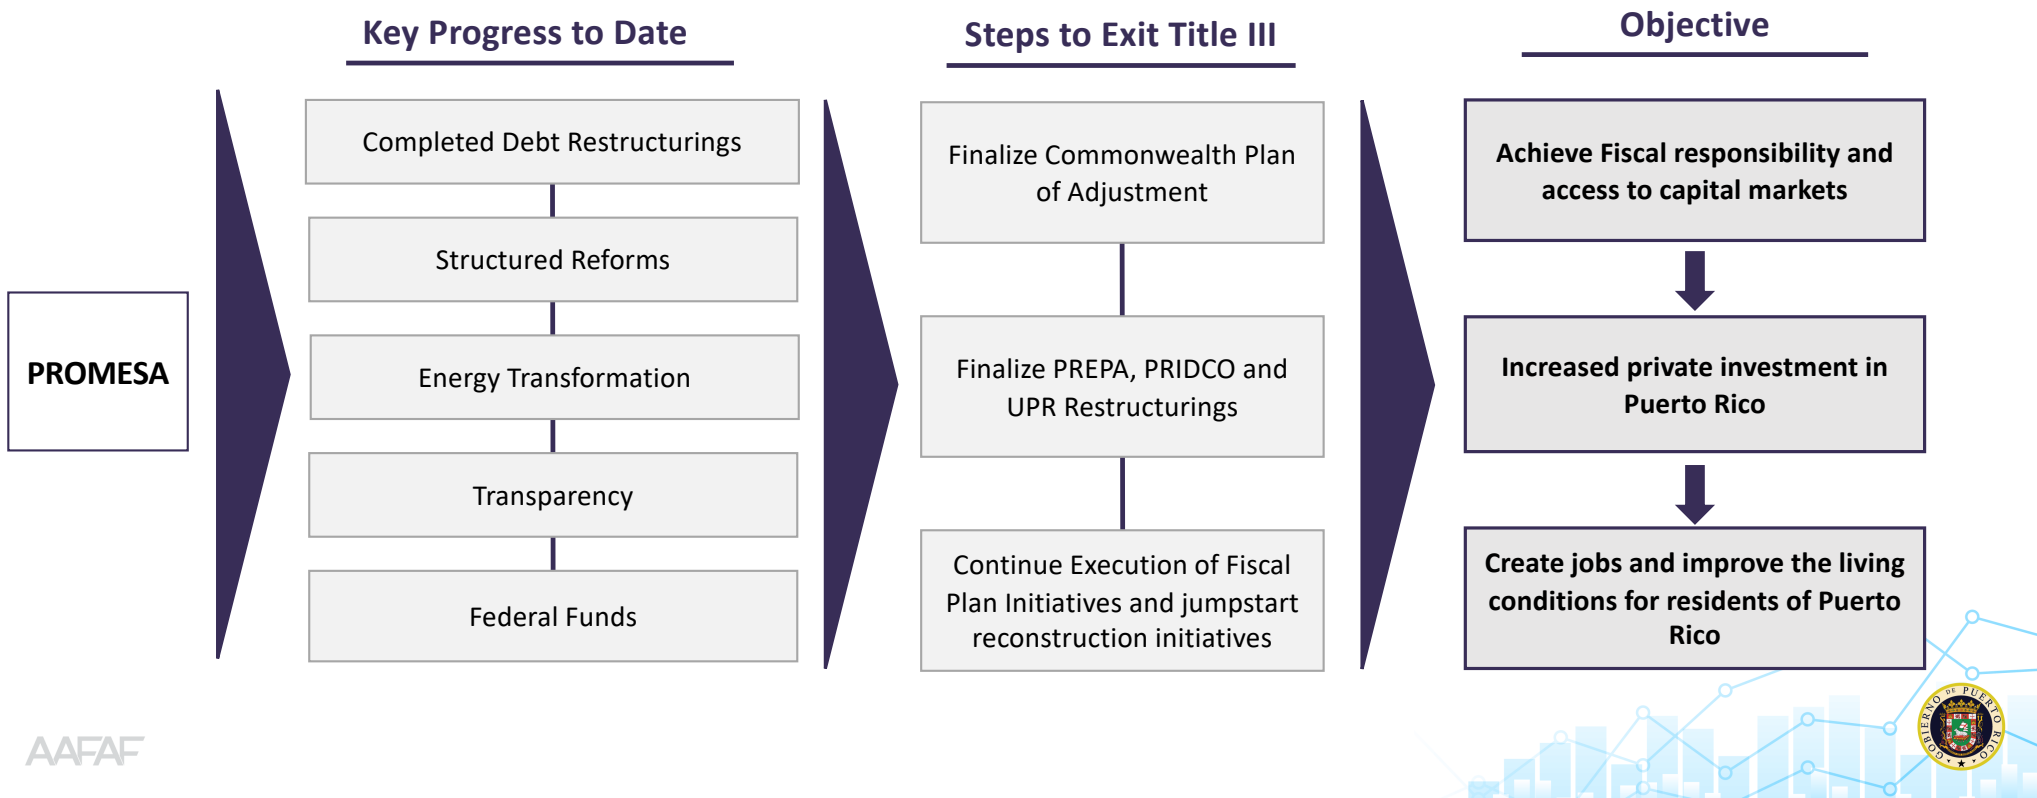 PROMESA
Key Progress to Date
Completed Debt Restructurings
Structured Reforms
Energy Transformation
Transparency
Federal Funds
Steps to Exit Title III
Finalize Commonwealth Plan
of Adjustment
Finalize PREPA, PRIDCO and
UPR Restructurings
Continue Execution of Fiscal
Plan Initiatives and jumpstart
reconstruction initiatives
Objective
Achieve Fiscal responsibility and
access to capital markets
Increased private investment in
Puerto Rico
Create jobs and improve the living
conditions for residents of Puerto
Rico
AAFAF
GOBIERNO DE PUERTO RICO